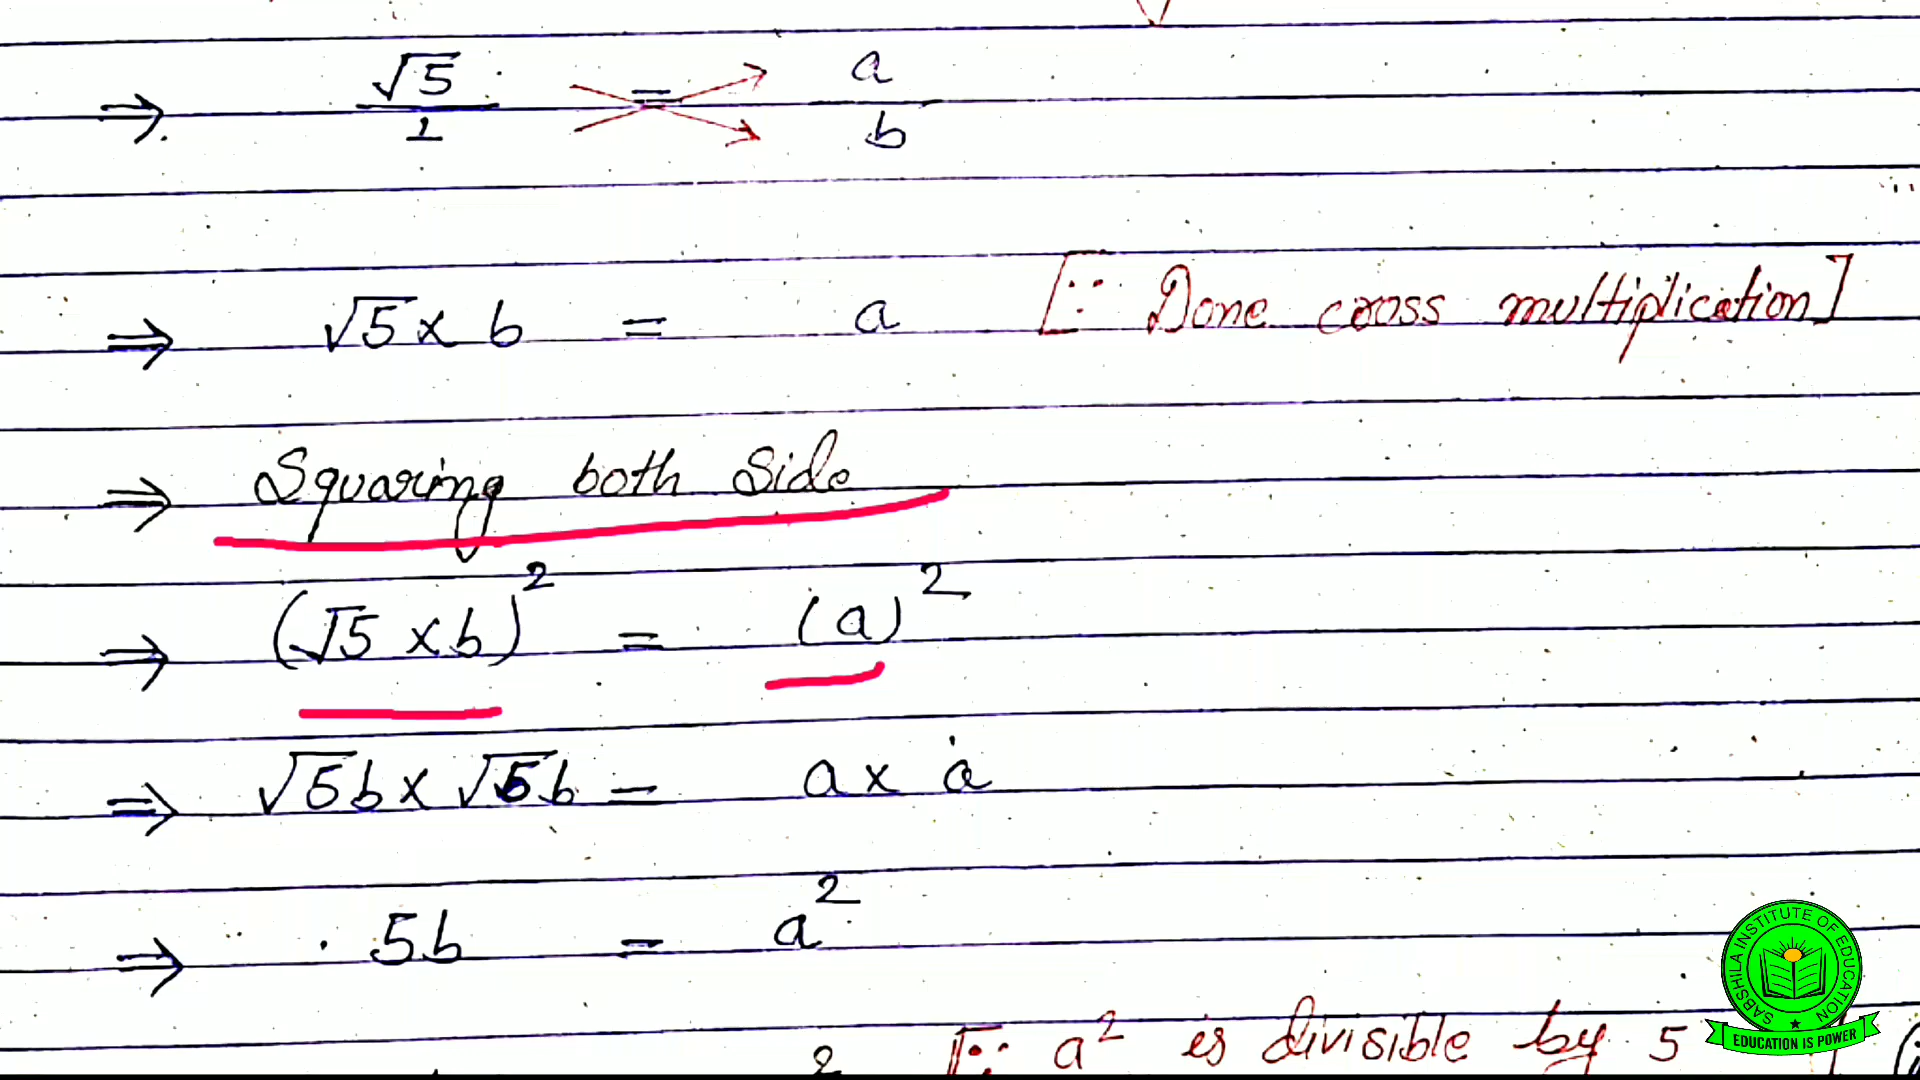 ⇒ √5/1 = a/b
⇒ √5 × b = a [∵ Done cross multiplication]
⇒ Squaring both Side
⇒ (√5 × b)² = (a)²
⇒ √5b × √5b = a × a
⇒ 5b = a²
2 [∵ a² is divisible by 5
SABSHILA INSTITUTE OF EDUCATION
EDUCATION IS POWER